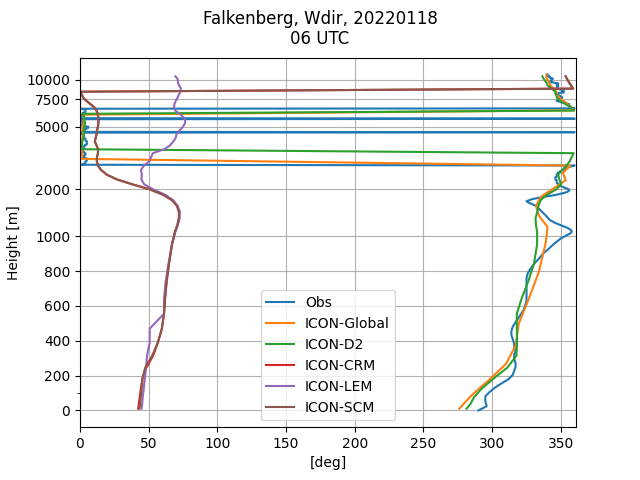 Falkenberg, Wdir, 20220118
06 UTC
10000
7500
5000
2000
1000
800
600
400
200
0
Height [m]
Obs
ICON-Global
ICON-D2
ICON-CRM
ICON-LEM
ICON-SCM
0 50 100 150 200 250 300 350
[deg]